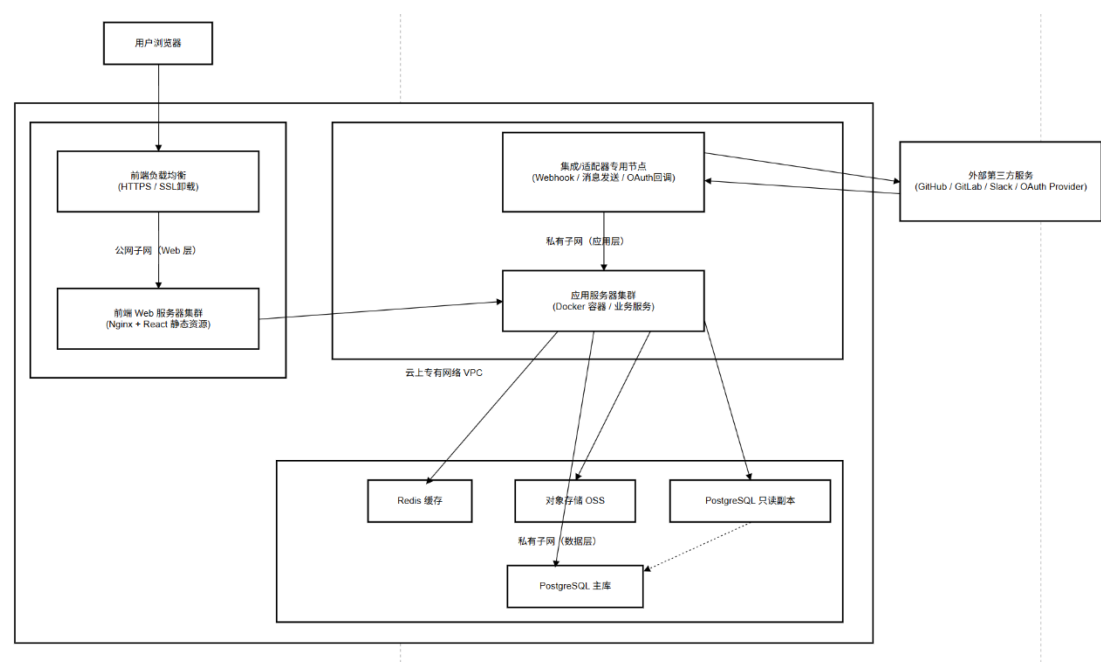 用户浏览器
前端负载均衡
(HTTPS / SSL卸载)
公网子网（Web 层）
前端 Web 服务器集群
(Nginx + React 静态资源)
集成/适配器专用节点
(Webhook / 消息发送 / OAuth回调)
私有子网（应用层）
应用服务器集群
(Docker 容器 / 业务服务)
外部第三方服务
(GitHub / GitLab / Slack / OAuth Provider)
云上专有网络 VPC
Redis 缓存
对象存储 OSS
PostgreSQL 只读副本
私有子网（数据层）
PostgreSQL 主库